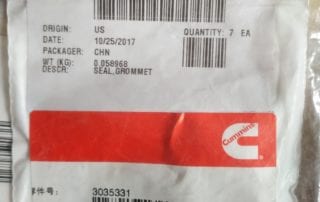 ORIGIN: US QUANTITY: 7 EA
DATE: 10/25/2017
PACKAGER: CHN
WT (KG): 0.058968
DESCR: SEAL,GROMMET
Cummins
件号: 3035331